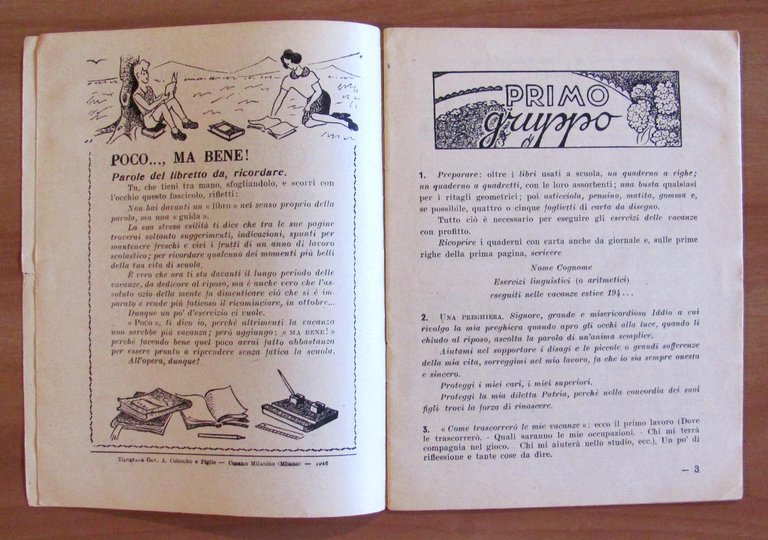 POCO..., MA BENE!
Parole del libretto da, ricordare.
Tu, che tieni tra mano, sfogliandolo, e scorri con
l'occhio questo fascicolo, rifletti:
Non hai davanti un « libro » nel senso proprio della
parola, ma una « guida ».
La sua stessa esilità ti dice che tra le sue pagine
troverai soltanto suggerimenti, indicazioni, spunti per
mantenere freschi e vivi i frutti di un anno di lavoro
scolastico; per ricordare qualcuno dei momenti più belli
della tua vita di scuola.
E vero che ora ti sta davanti il lungo periodo delle
vacanze, da dedicare al riposo, ma è anche vero che l'as-
soluto ozio della mente fa dimenticare ciò che si è im-
parato e rende più faticoso il ricominciare, in ottobre...
Dunque un po' d'esercizio ci vuole.
« Poco », ti dico io, perchè altrimenti la vacanza
non sarebbe più vacanza; però aggiungo: « MA BENE! »
perchè facendo bene quel poco avrai fatto abbastanza
per essere pronto a riprendere senza fatica la scuola.
All'opera, dunque!
Tipografia Cav. A. Colombo e Figlio — Cusano Milanino (Milano) — 1946
PRIMO
gruppo
1. Preparare: oltre i libri usati a scuola, un quaderno a righe;
un quaderno a quadretti, con le loro assorbenti; una busta qualsiasi
per i ritagli geometrici; poi asticciola, pennino, matita, gomma e,
se possibile, quattro o cinque foglietti di carta da disegno.
Tutto ciò è necessario per eseguire gli esercizi delle vacanze
con profitto.
Ricoprire i quaderni con carta anche da giornale e, sulle prime
righe della prima pagina, scrivere
Nome Cognome
Esercizi linguistici (o aritmetici)
eseguiti nelle vacanze estive 194...
2. UNA PREGHIERA. Signore, grande e misericordioso Iddio a cui
rivolgo la mia preghiera quando apro gli occhi alla luce, quando li
chiudo al riposo, ascolta la parola di un'anima semplice.
Aiutami nel sopportare i disagi e le piccole o grandi sofferenze
della mia vita, sorreggimi nel mio lavoro, fa che io sia sempre onesto
e sincero.
Proteggi i miei cari, i miei superiori.
Proteggi la mia diletta Patria, perchè nella concordia dei suoi
figli trovi la forza di rinascere.
3. « Come trascorrerò le mie vacanze »: ecco il primo lavoro (Dove
le trascorrerò. - Quali saranno le mie occupazioni. - Chi mi terrà
compagnia nel gioco. - Chi mi aiuterà nello studio, ecc.). Un po' di
riflessione e tante cose da dire.
— 3